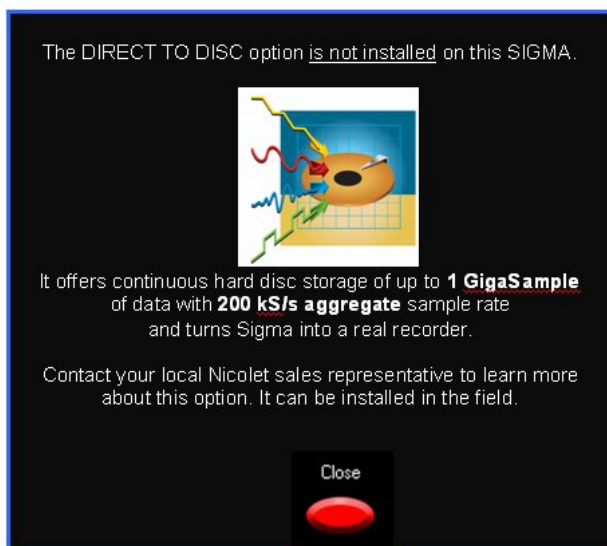 The DIRECT TO DISC option is not installed on this SIGMA.
It offers continuous hard disc storage of up to 1 GigaSample
of data with 200 kS/s aggregate sample rate
and turns Sigma into a real recorder.
Contact your local Nicolet sales representative to learn more
about this option. It can be installed in the field.
Close